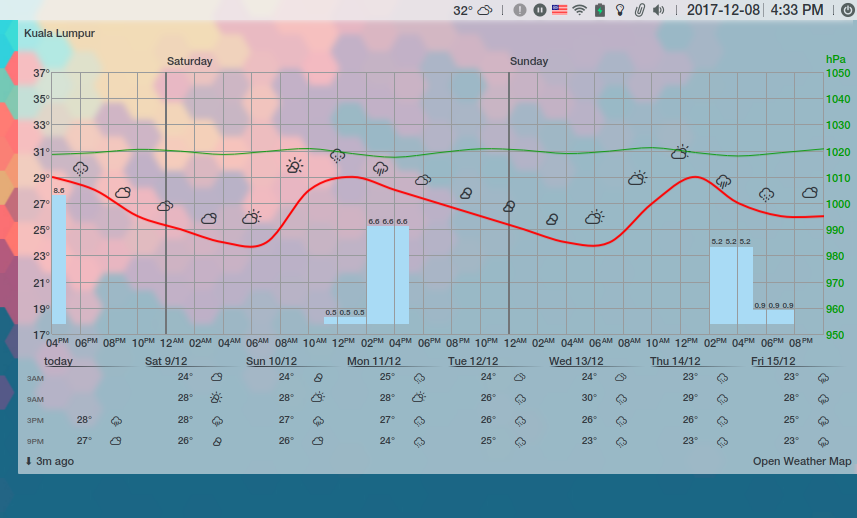 32° 2017-12-08 4:33 PM
Kuala Lumpur
Saturday Sunday hPa
37° 1050
35° 1040
33° 1030
31° 1020
29° 1010
8.6
27° 1000
6.6 6.6 6.6
25° 990
5.2 5.2 5.2
23° 980
21° 970
0.5 0.5 0.5 0.9 0.9 0.9
19° 960
17° 950
04PM 06PM 08PM 10PM 12AM 02AM 04AM 06AM 08AM 10AM 12PM 02PM 04PM 06PM 08PM 10PM 12AM 02AM 04AM 06AM 08AM 10AM 12PM 02PM 04PM 06PM 08PM
today Sat 9/12 Sun 10/12 Mon 11/12 Tue 12/12 Wed 13/12 Thu 14/12 Fri 15/12
3AM 24° 24° 25° 24° 24° 23° 23°
9AM 28° 28° 28° 26° 30° 29° 28°
3PM 28° 28° 27° 27° 26° 26° 26° 25°
9PM 27° 26° 26° 24° 25° 23° 23° 23°
3m ago Open Weather Map